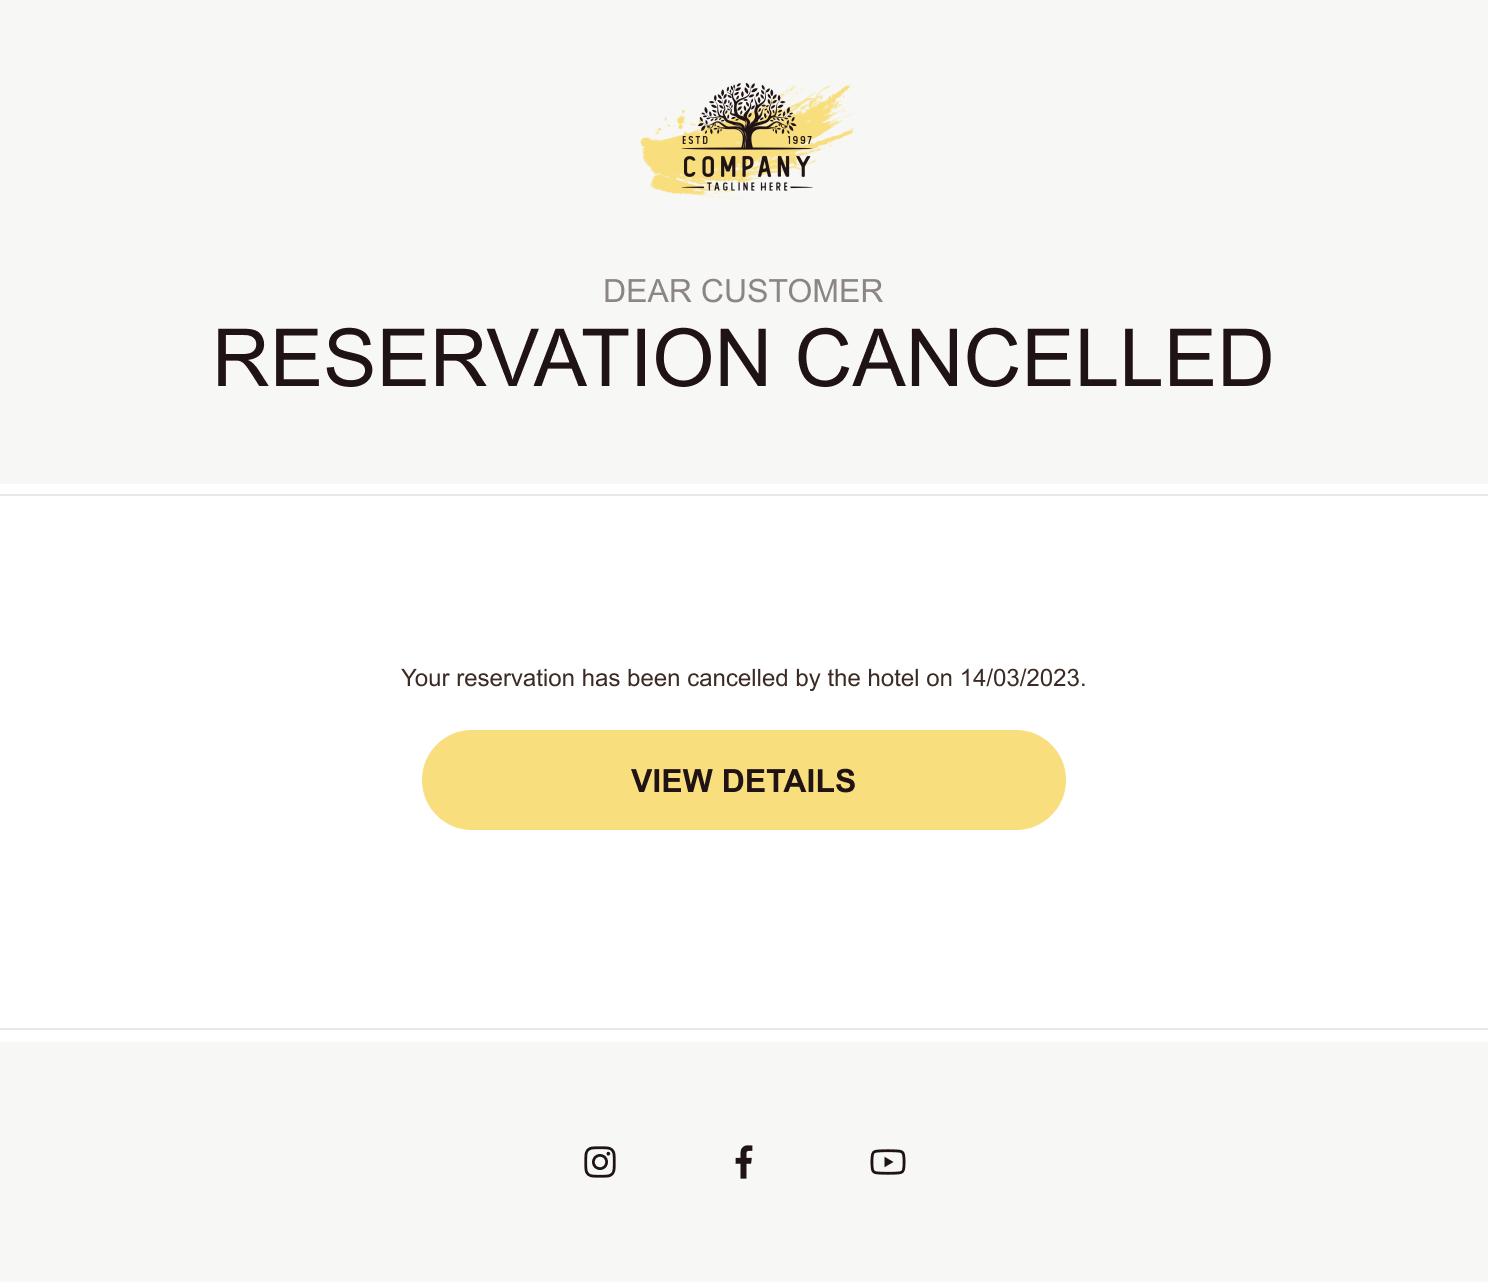 ESTD 1997
COMPANY
TAGLINE HERE
DEAR CUSTOMER
RESERVATION CANCELLED
Your reservation has been cancelled by the hotel on 14/03/2023.
VIEW DETAILS